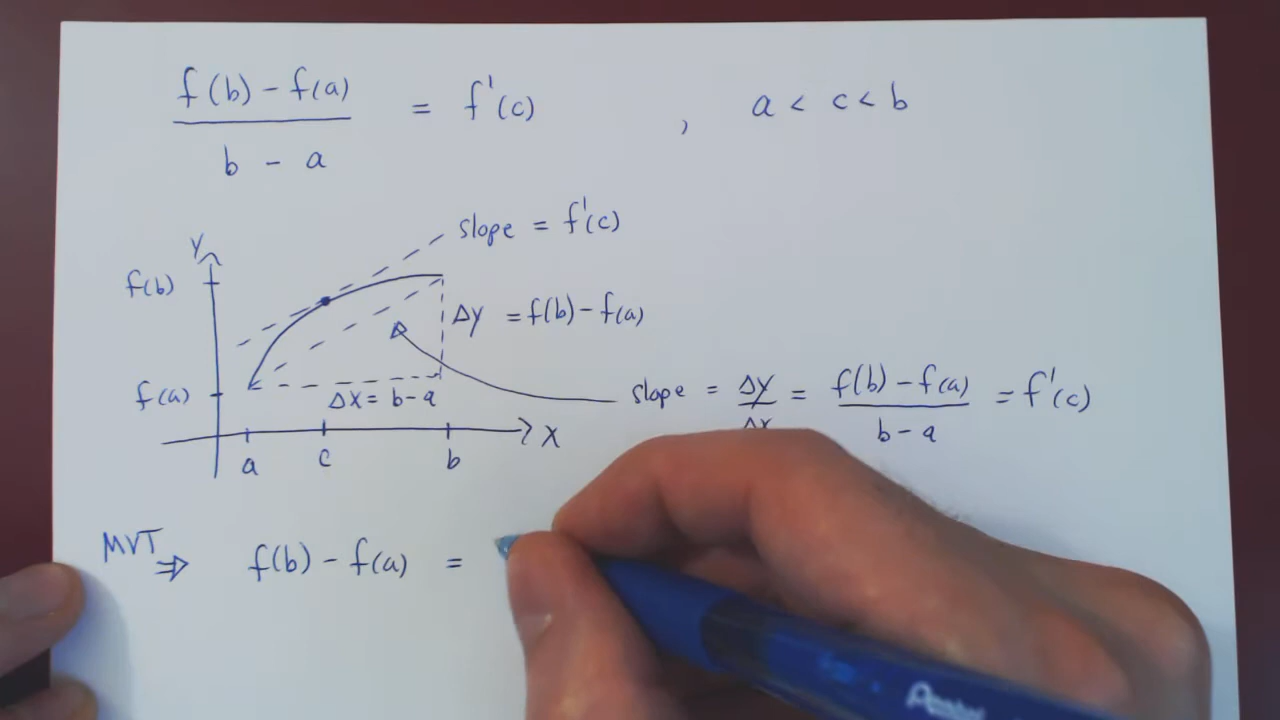 f(b) - f(a) / b - a = f'(c) , a < c < b
y
slope = f'(c)
f(b)
Δy = f(b) - f(a)
f(a)
Δx = b - a
slope = Δy/Δx = f(b) - f(a) / b - a = f'(c)
x
a c b
MVT ⇒ f(b) - f(a) =
Pentel